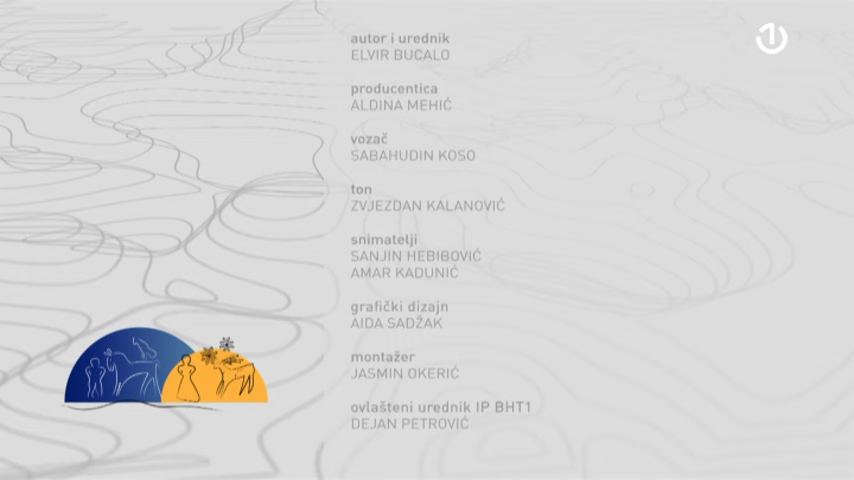 autor i urednik
ELVIR BUCALO
producentica
ALDINA MEHIĆ
vozač
SABAHUDIN KOSO
ton
ZVJEZDAN KALANOVIĆ
snimatelji
SANJIN HEBIBOVIĆ
AMAR KADUNIĆ
grafički dizajn
AIDA SADŽAK
montažer
JASMIN OKERIĆ
ovlašteni urednik IP BHT1
DEJAN PETROVIĆ
1